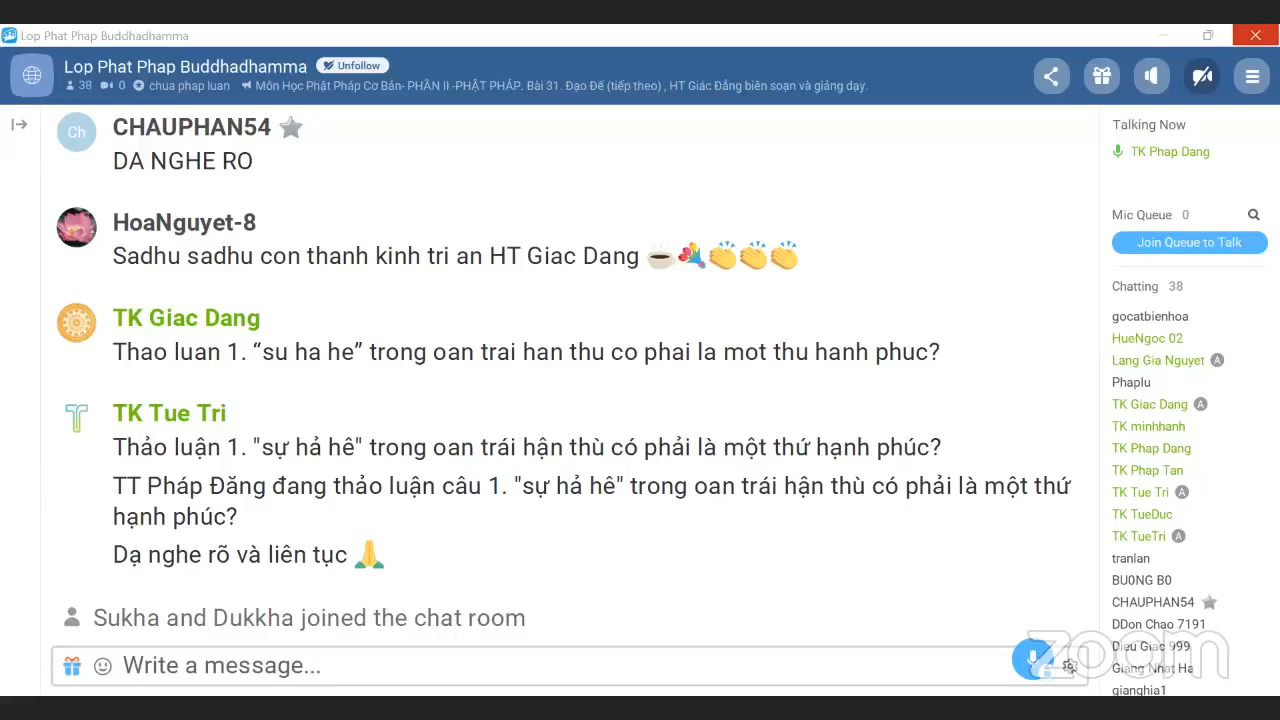 Lop Phat Phap Buddhadhamma
Lop Phat Phap Buddhadhamma Unfollow
38 0 chua phap luan Môn Học Phật Pháp Cơ Bản- PHẦN II -PHẬT PHÁP. Bài 31. Đạo Đế (tiếp theo) , HT Giác Đẳng biên soạn và giảng dạy.
Ch
CHAUPHAN54
DA NGHE RO
HoaNguyet-8
Sadhu sadhu con thanh kinh tri an HT Giac Dang ☕💐👏👏👏
TK Giac Dang
Thao luan 1. “su ha he” trong oan trai han thu co phai la mot thu hanh phuc?
T
TK Tue Tri
Thảo luận 1. "sự hả hê" trong oan trái hận thù có phải là một thứ hạnh phúc?
TT Pháp Đăng đang thảo luận câu 1. "sự hả hê" trong oan trái hận thù có phải là một thứ
hạnh phúc?
Dạ nghe rõ và liên tục 🙏
Sukha and Dukkha joined the chat room
Write a message...
Talking Now
TK Phap Dang
Mic Queue 0
Join Queue to Talk
Chatting 38
gocatbienhoa
HueNgoc 02
Lang Gia Nguyet A
Phaplu
TK Giac Dang A
TK minhhanh
TK Phap Dang
TK Phap Tan
TK Tue Tri A
TK TueDuc
TK TueTri A
tranlan
BU0NG B0
CHAUPHAN54
DDon Chao 7191
Dieu Giac 999
Giang Nhat Ha
qianghia1
zoom